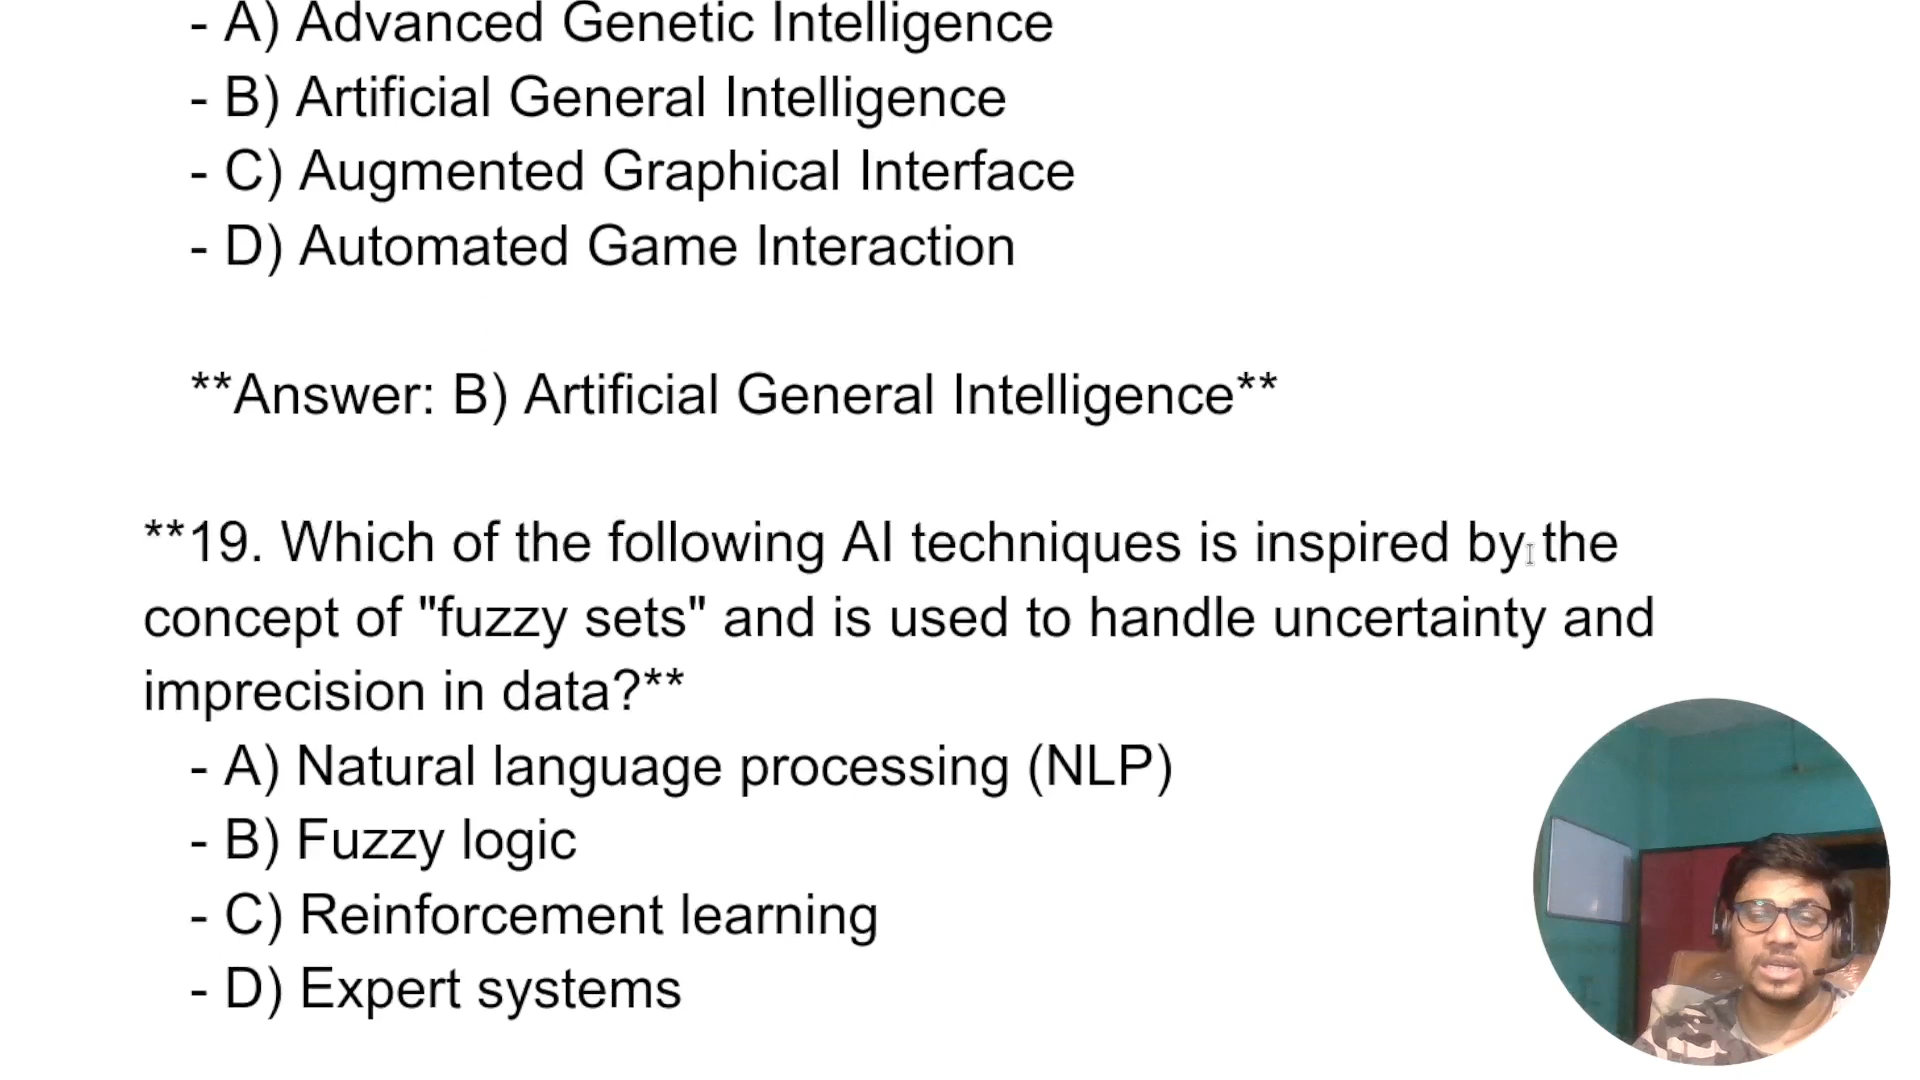 - A) Advanced Genetic Intelligence
- B) Artificial General Intelligence
- C) Augmented Graphical Interface
- D) Automated Game Interaction
**Answer: B) Artificial General Intelligence**
**19. Which of the following AI techniques is inspired by the
concept of "fuzzy sets" and is used to handle uncertainty and
imprecision in data?**
- A) Natural language processing (NLP)
- B) Fuzzy logic
- C) Reinforcement learning
- D) Expert systems